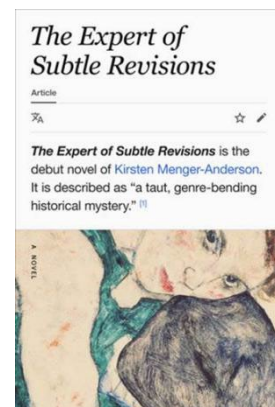 The Expert of
Subtle Revisions
Article
The Expert of Subtle Revisions is the
debut novel of Kirsten Menger-Anderson.
It is described as “a taut, genre-bending
historical mystery.” [1]
A NOVEL